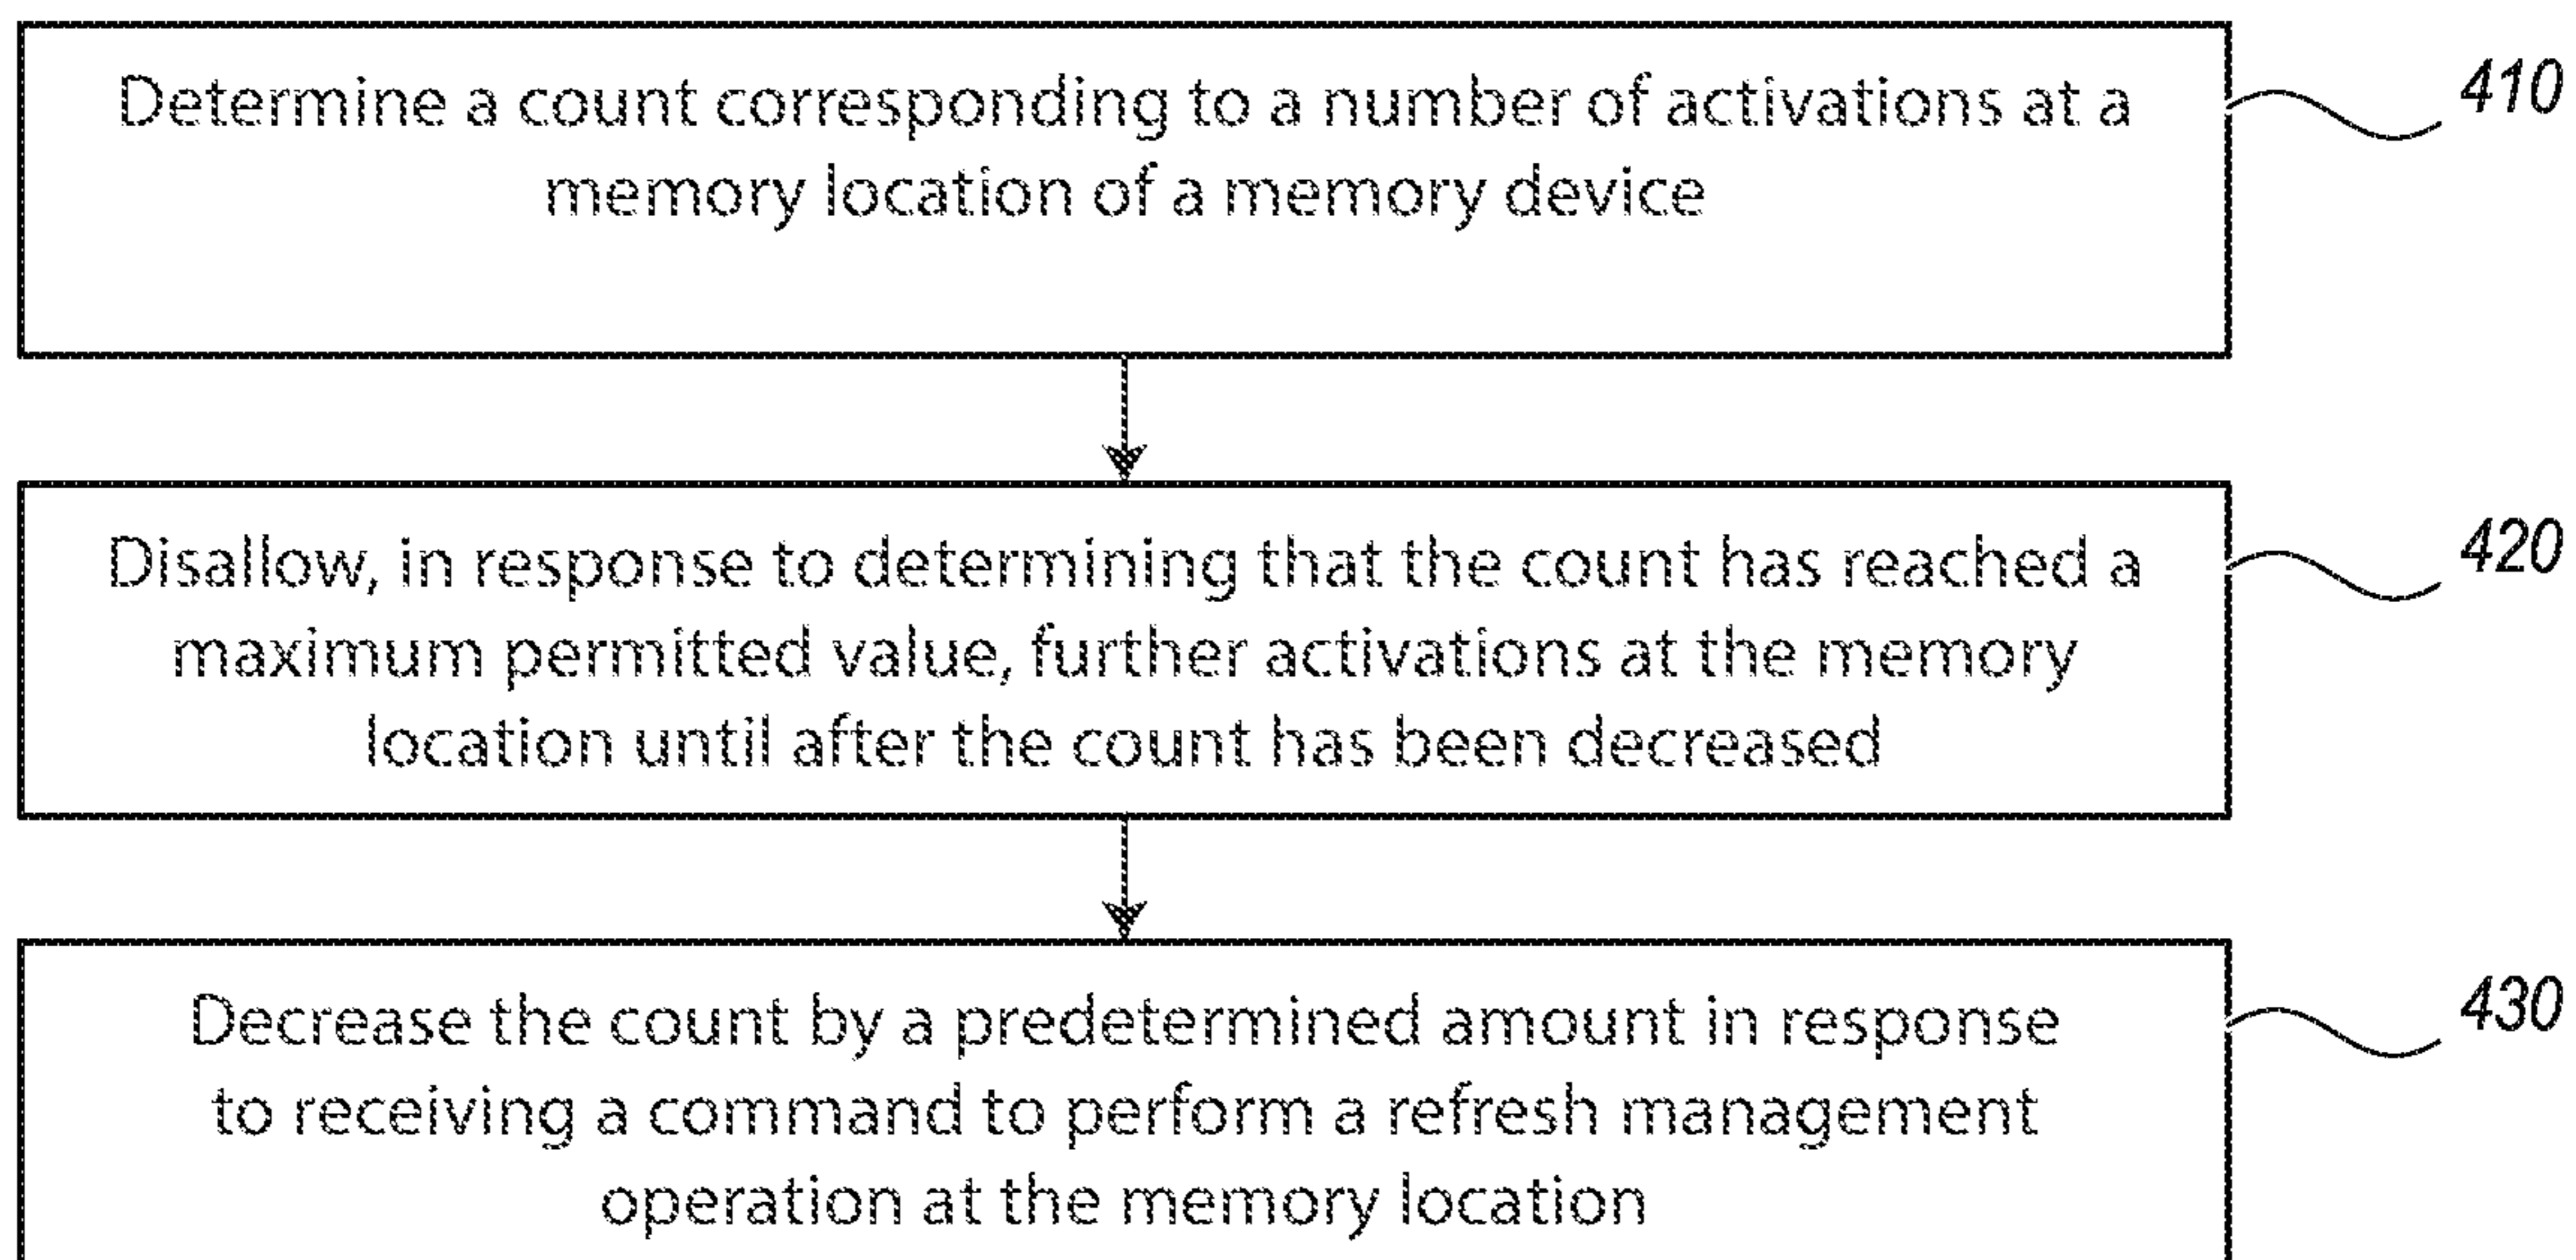 Determine a count corresponding to a number of activations at a
memory location of a memory device
410
Disallow, in response to determining that the count has reached a
maximum permitted value, further activations at the memory
location until after the count has been decreased
420
Decrease the count by a predetermined amount in response
to receiving a command to perform a refresh management
operation at the memory location
430